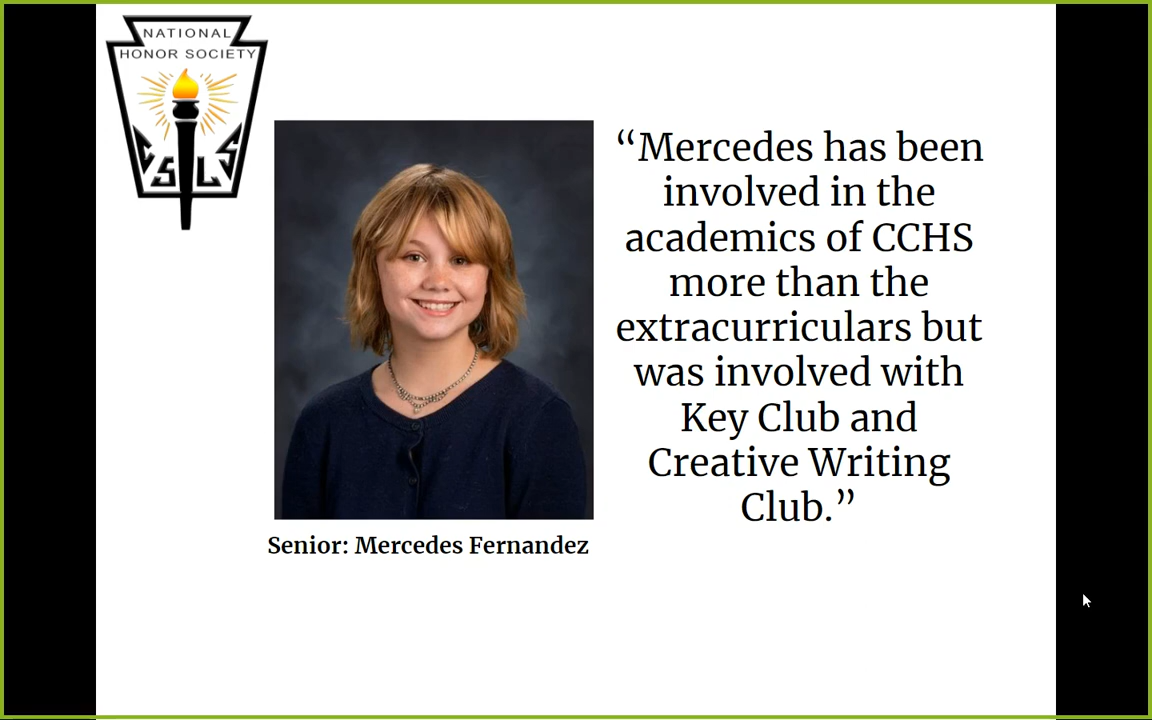 NATIONAL
HONOR SOCIETY
C S L S
“Mercedes has been
involved in the
academics of CCHS
more than the
extracurriculars but
was involved with
Key Club and
Creative Writing
Club.”
Senior: Mercedes Fernandez